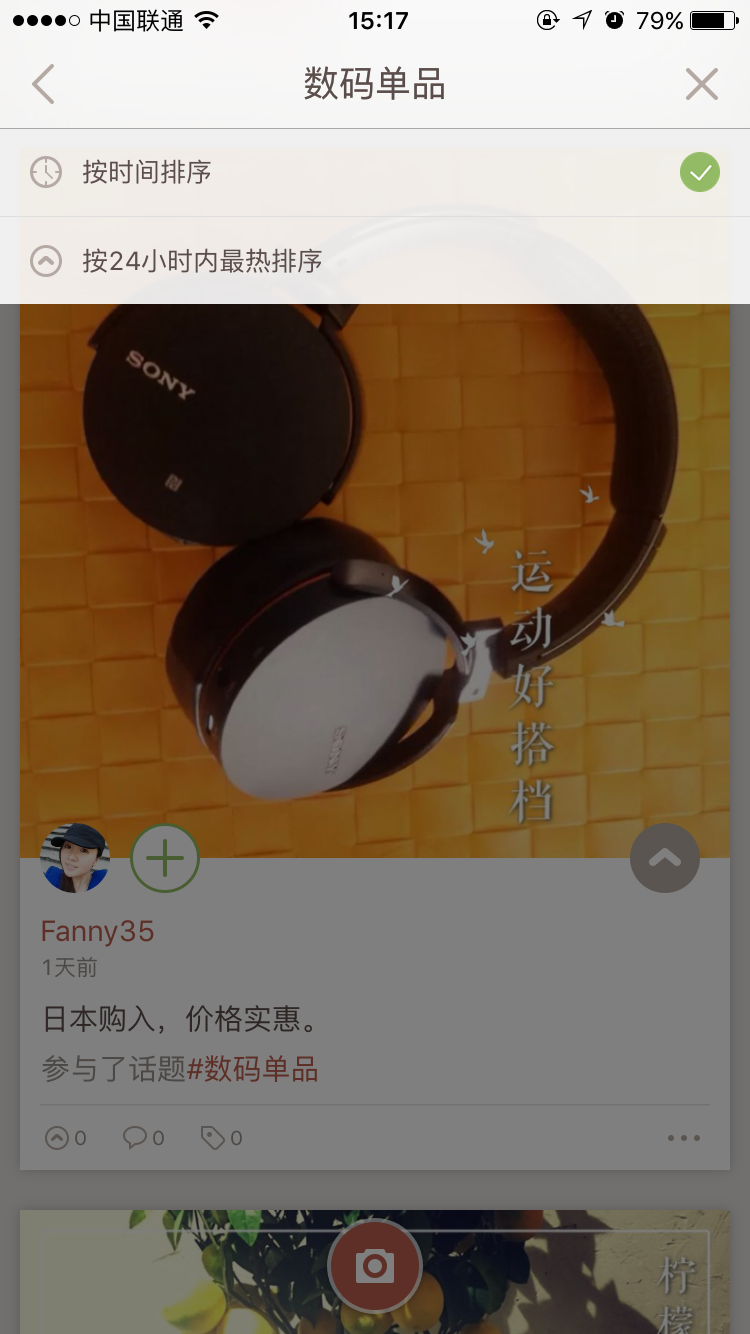 中国联通
15:17
79%
数码单品
按时间排序
按24小时内最热排序
SONY
SONY
运动好搭档
Fanny35
1天前
日本购入，价格实惠。
参与了话题#数码单品
0
0
0
柠檬